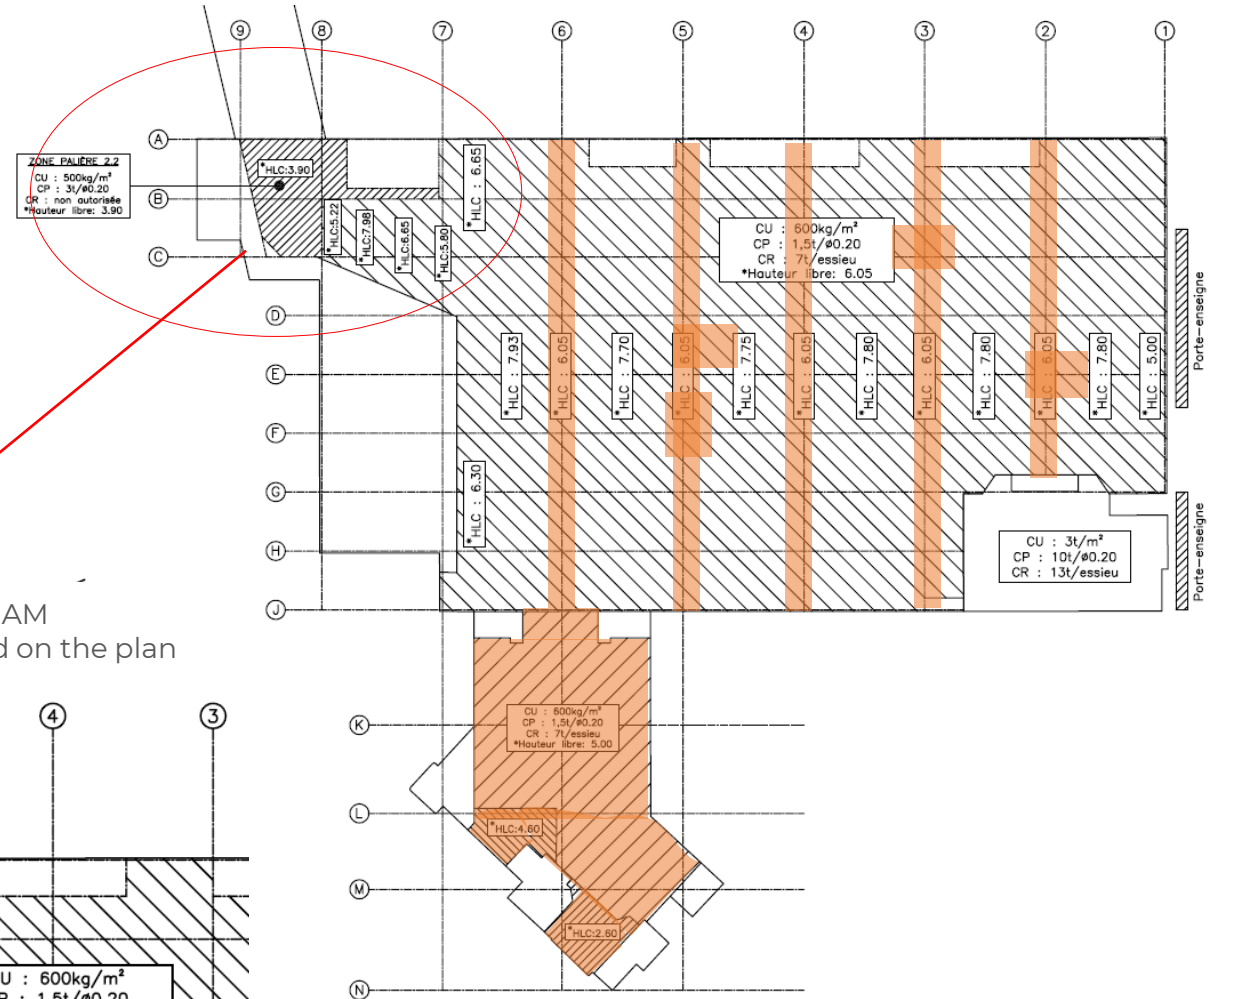 9 8 7 6 5 4 3 2 1
A
ZONE PALIÈRE 2.2
CU : 500kg/m²
CP : 3t/ø0.20
CR : non autorisée
*Hauteur libre: 3.90
*HLC:3.90
B
*HLC : 6.65
*HLC:5.22
*HLC:7.98
*HLC:6.65
*HLC:5.80
CU : 600kg/m²
CP : 1,5t/ø0.20
CR : 7t/essieu
*Hauteur libre: 6.05
C
Porte-enseigne
D
*HLC : 7.93
*HLC : 6.05
*HLC : 7.70
*HLC : 6.05
*HLC : 7.75
*HLC : 6.05
*HLC : 7.80
*HLC : 6.05
*HLC : 7.80
*HLC : 6.05
*HLC : 7.80
*HLC : 5.00
E
F
*HLC : 6.30
G
H
CU : 3t/m²
CP : 10t/ø0.20
CR : 13t/essieu
Porte-enseigne
J
AM
d on the plan
K
CU : 600kg/m²
CP : 1,5t/ø0.20
CR : 7t/essieu
*Hauteur libre: 5.00
L
*HLC:4.60
M
*HLC:2.60
N
4 3
U : 600kg/m²
P : 1,5t/ø0.20